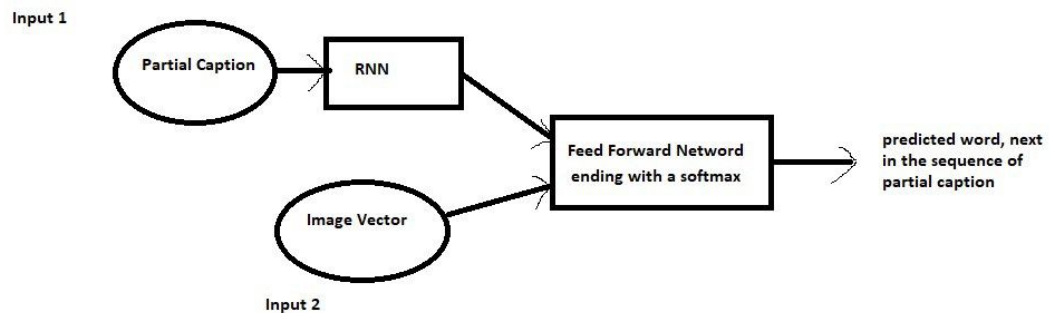 Input 1
Partial Caption
RNN
Feed Forward Netword
ending with a softmax
predicted word, next
in the sequence of
partial caption
Image Vector
Input 2